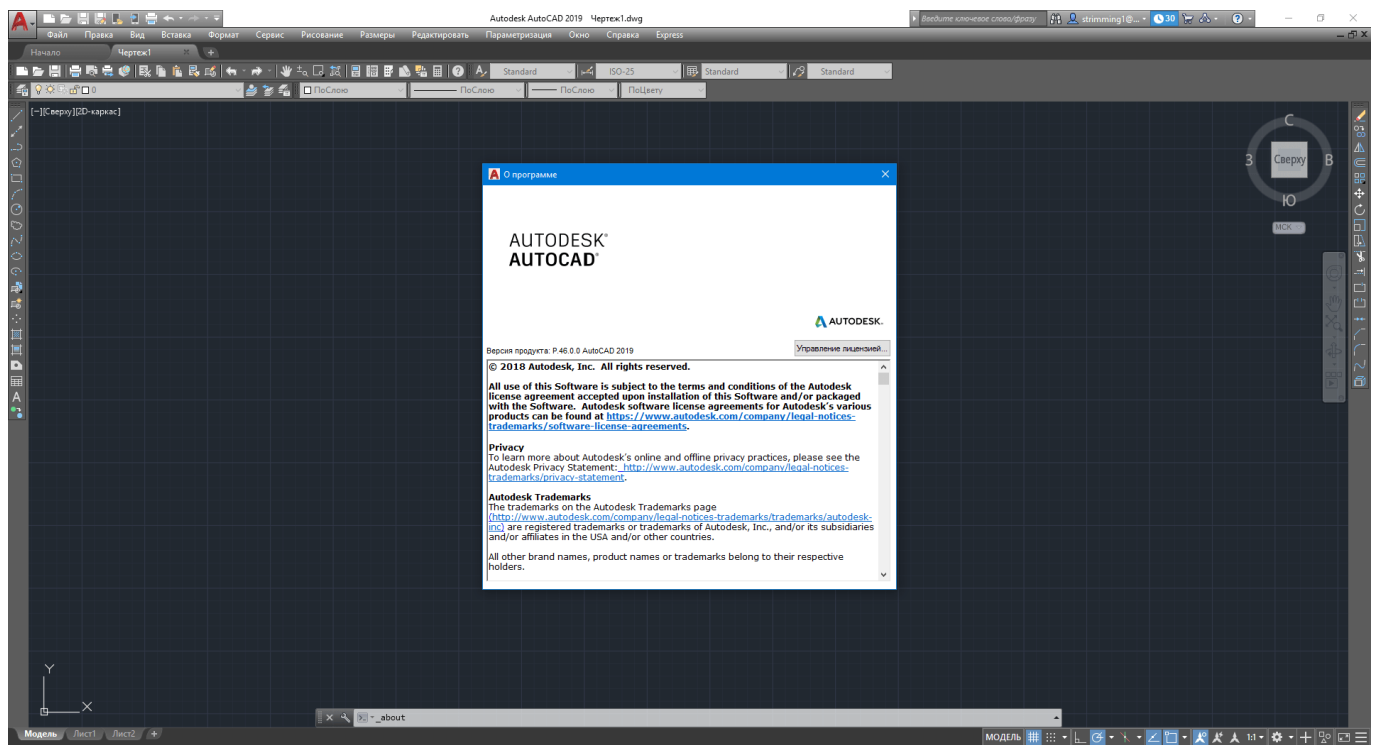 Autodesk AutoCAD 2019 Чертеж1.dwg
Введите ключевое слово/фразу
strimming1@...
30
Файл Правка Вид Вставка Формат Сервис Рисование Размеры Редактировать Параметризация Окно Справка Express
Начало Чертеж1
Standard ISO-25 Standard Standard
0 ПоСлою ПоСлою ПоСлою ПоЦвету
[−][Сверху][2D-каркас]
С
З Сверху В
Ю
МСК
О программе
AUTODESK®
AUTOCAD®
AUTODESK.
Версия продукта: P.46.0.0 AutoCAD 2019
Управление лицензией...
© 2018 Autodesk, Inc. All rights reserved.
All use of this Software is subject to the terms and conditions of the Autodesk
license agreement accepted upon installation of this Software and/or packaged
with the Software. Autodesk software license agreements for Autodesk's various
products can be found at https://www.autodesk.com/company/legal-notices-
trademarks/software-license-agreements.
Privacy
To learn more about Autodesk's online and offline privacy practices, please see the
Autodesk Privacy Statement: http://www.autodesk.com/company/legal-notices-
trademarks/privacy-statement.
Autodesk Trademarks
The trademarks on the Autodesk Trademarks page
(http://www.autodesk.com/company/legal-notices-trademarks/trademarks/autodesk-
inc) are registered trademarks or trademarks of Autodesk, Inc., and/or its subsidiaries
and/or affiliates in the USA and/or other countries.
All other brand names, product names or trademarks belong to their respective
holders.
Y
X
_about
Модель Лист1 Лист2 +
МОДЕЛЬ 1:1